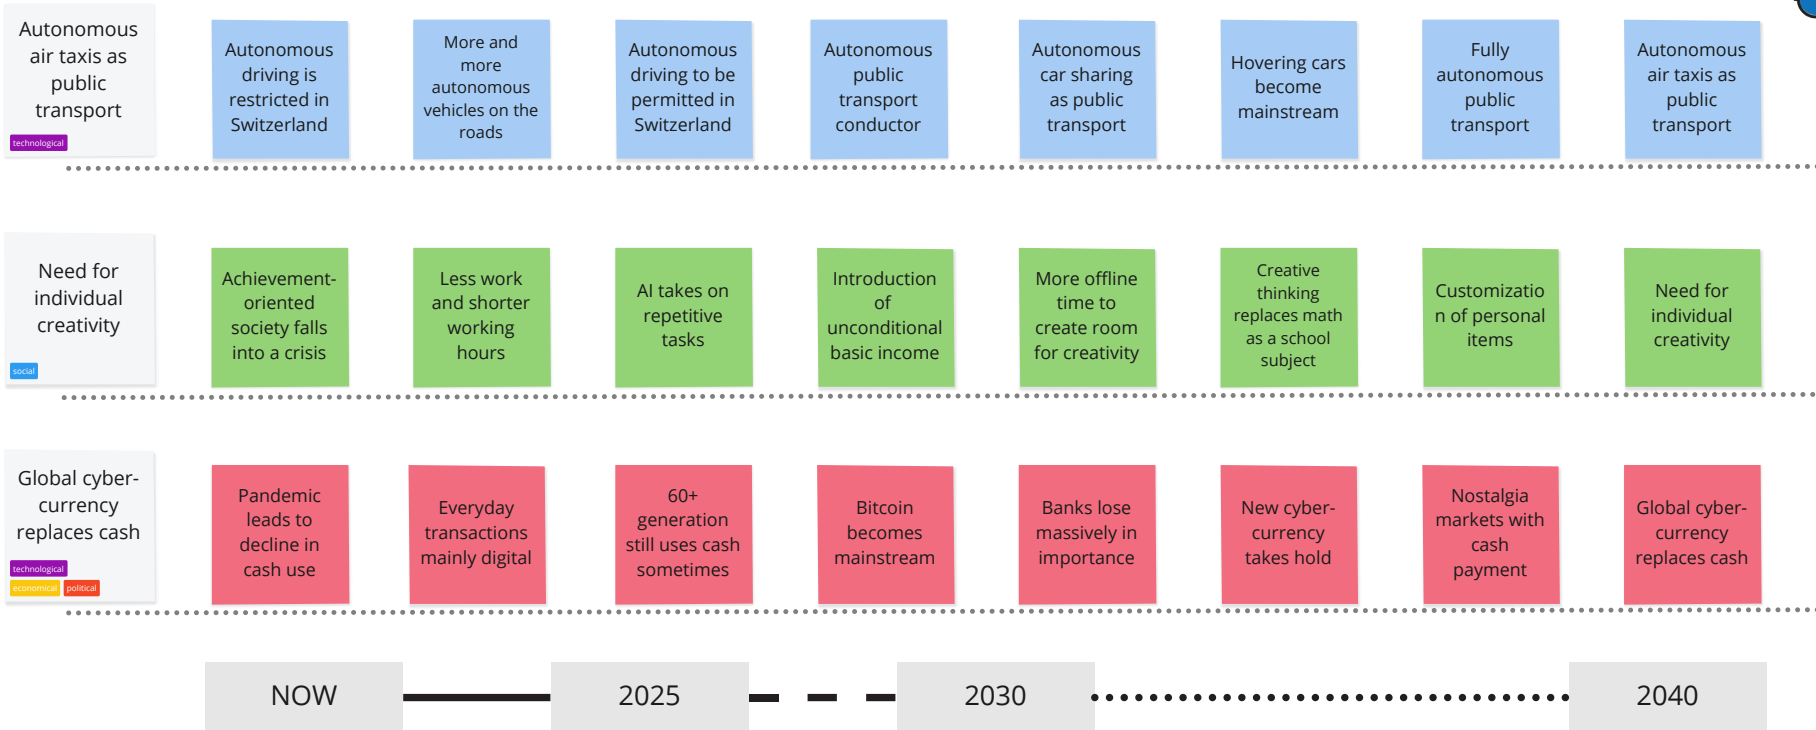 Autonomous
air taxis as
public
transport
technological
Autonomous
driving is
restricted in
Switzerland
More and
more
autonomous
vehicles on the
roads
Autonomous
driving to be
permitted in
Switzerland
Autonomous
public
transport
conductor
Autonomous
car sharing
as public
transport
Hovering cars
become
mainstream
Fully
autonomous
public
transport
Autonomous
air taxis as
public
transport
Need for
individual
creativity
social
Achievement-
oriented
society falls
into a crisis
Less work
and shorter
working
hours
AI takes on
repetitive
tasks
Introduction
of
unconditional
basic income
More offline
time to
create room
for creativity
Creative
thinking
replaces math
as a school
subject
Customizatio
n of personal
items
Need for
individual
creativity
Global cyber-
currency
replaces cash
technological
economical political
Pandemic
leads to
decline in
cash use
Everyday
transactions
mainly digital
60+
generation
still uses cash
sometimes
Bitcoin
becomes
mainstream
Banks lose
massively in
importance
New cyber-
currency
takes hold
Nostalgia
markets with
cash
payment
Global cyber-
currency
replaces cash
NOW
2025
2030
2040